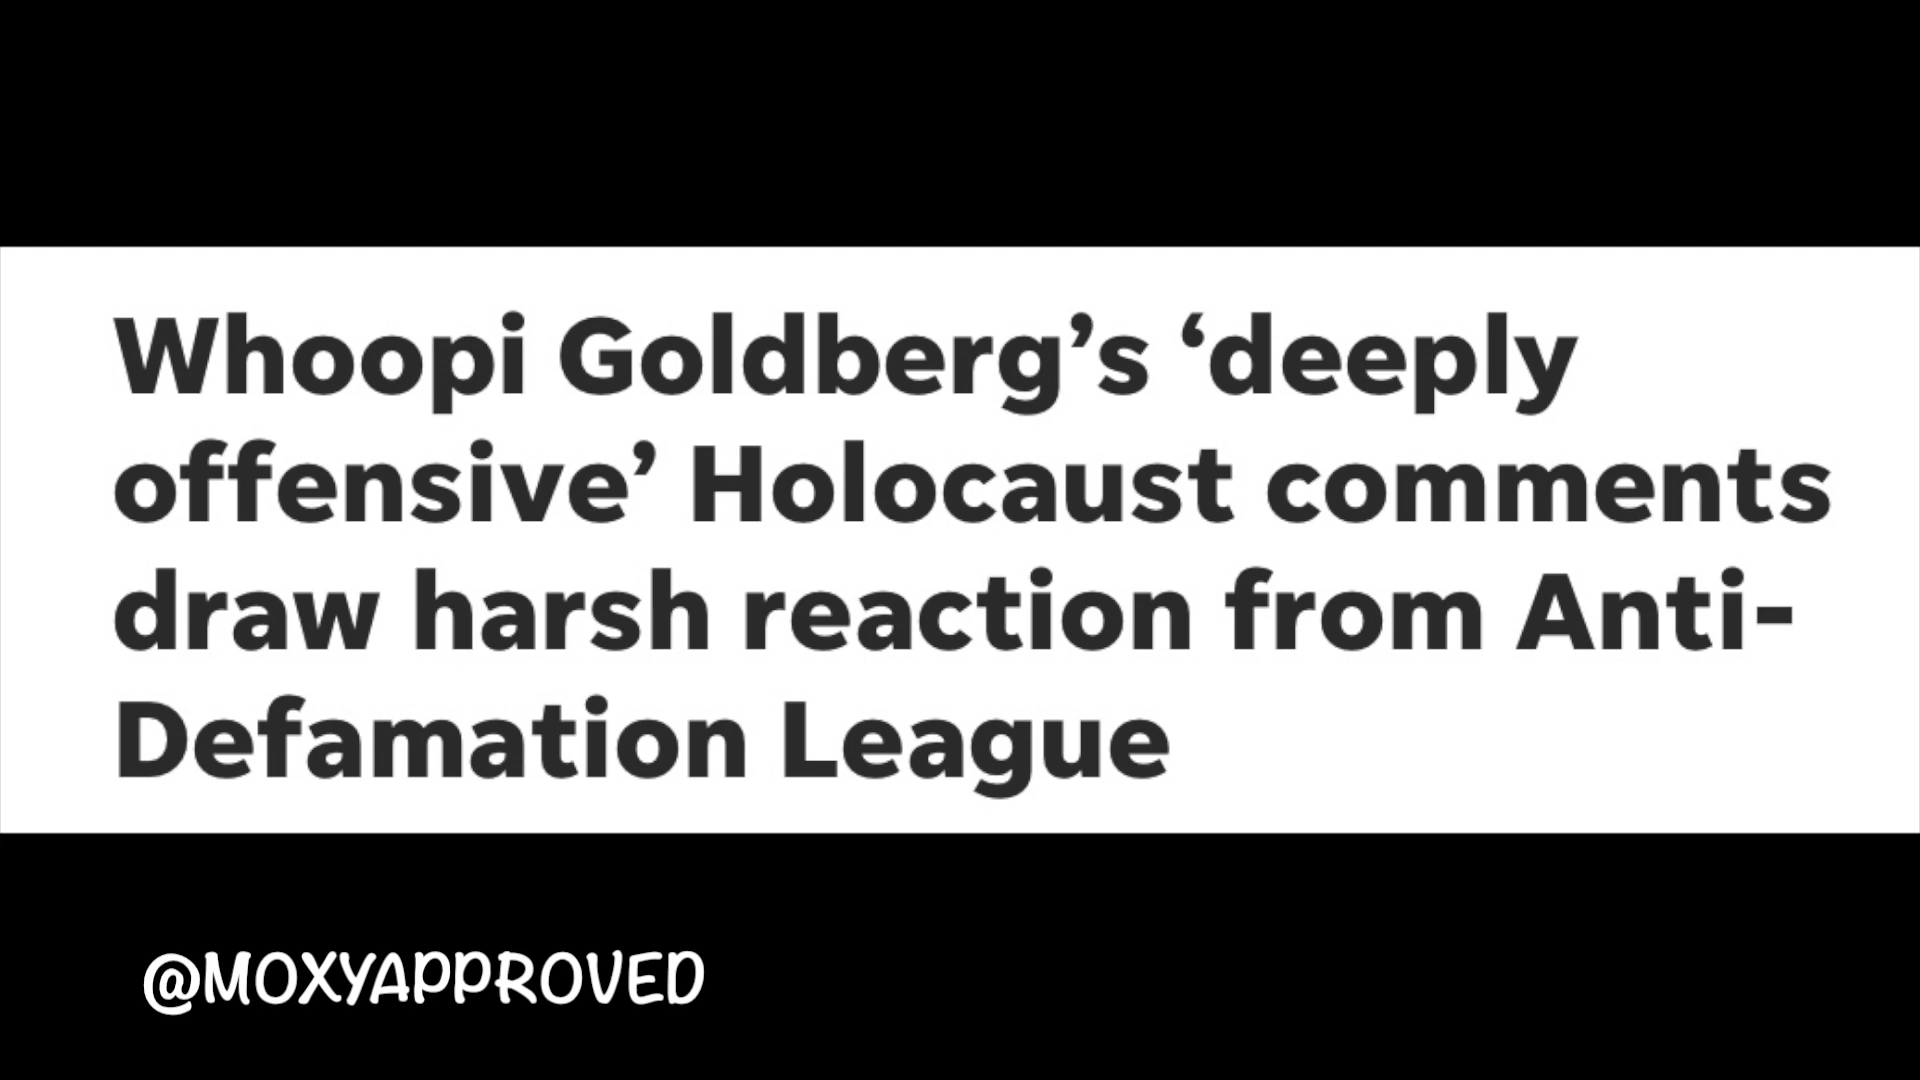 Whoopi Goldberg’s ‘deeply
offensive’ Holocaust comments
draw harsh reaction from Anti-
Defamation League
@MOXYAPPROVED